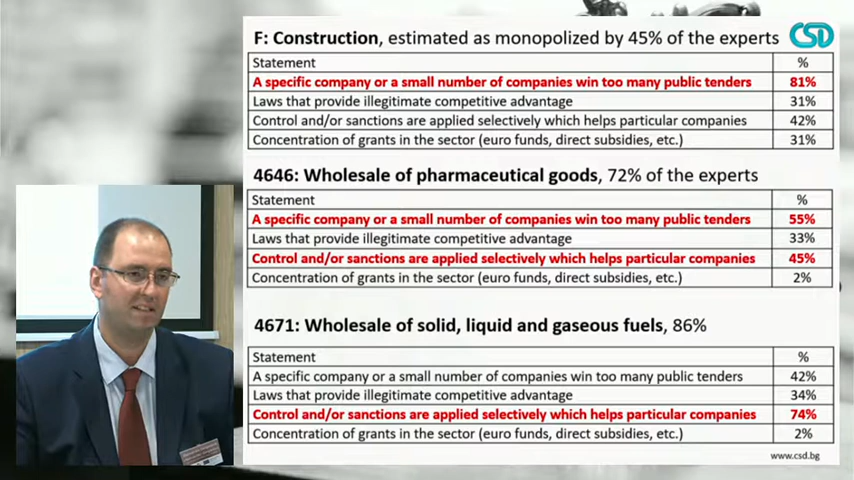 F: Construction, estimated as monopolized by 45% of the experts
CSD
Statement %
A specific company or a small number of companies win too many public tenders 81%
Laws that provide illegitimate competitive advantage 31%
Control and/or sanctions are applied selectively which helps particular companies 42%
Concentration of grants in the sector (euro funds, direct subsidies, etc.) 31%
4646: Wholesale of pharmaceutical goods, 72% of the experts
Statement %
A specific company or a small number of companies win too many public tenders 55%
Laws that provide illegitimate competitive advantage 33%
Control and/or sanctions are applied selectively which helps particular companies 45%
Concentration of grants in the sector (euro funds, direct subsidies, etc.) 2%
4671: Wholesale of solid, liquid and gaseous fuels, 86%
Statement %
A specific company or a small number of companies win too many public tenders 42%
Laws that provide illegitimate competitive advantage 34%
Control and/or sanctions are applied selectively which helps particular companies 74%
Concentration of grants in the sector (euro funds, direct subsidies, etc.) 2%
www.csd.bg